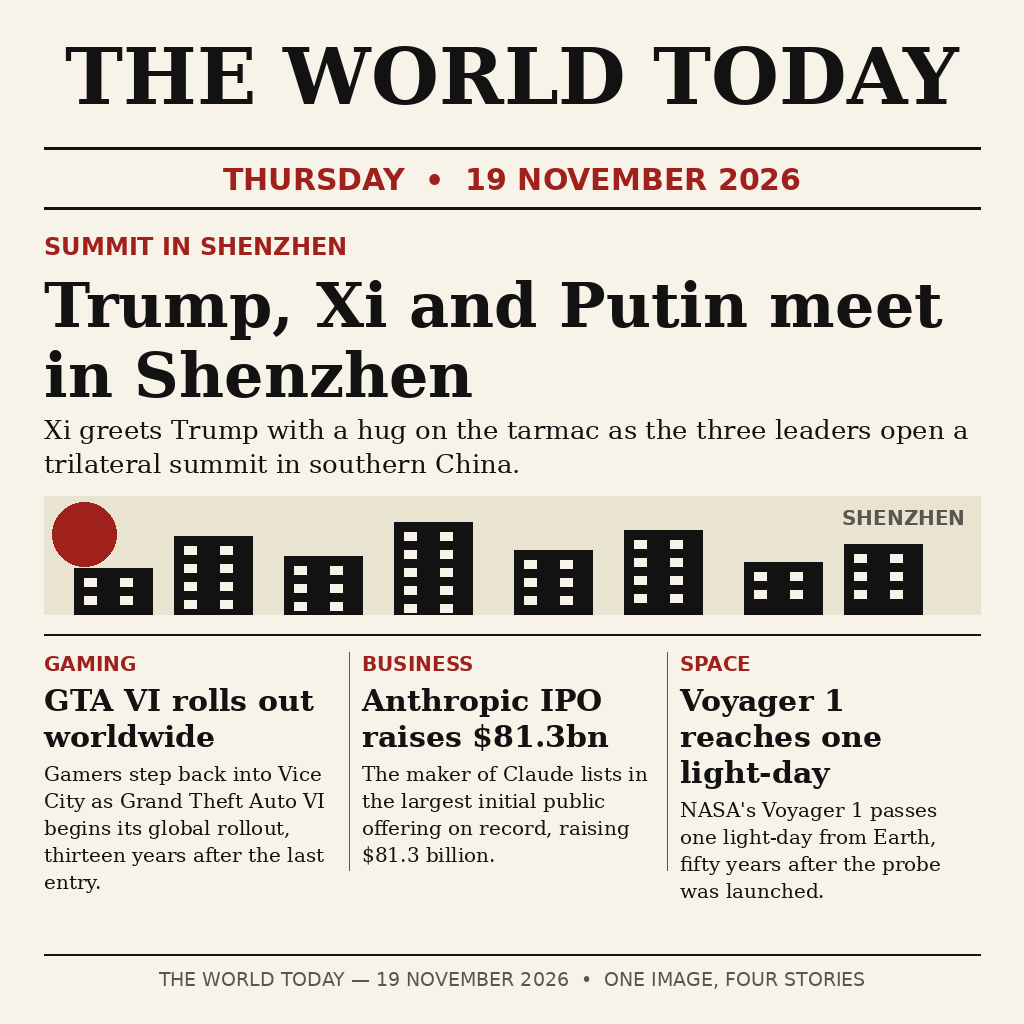 THE WORLD TODAY
THURSDAY • 19 NOVEMBER 2026
SUMMIT IN SHENZHEN
Trump, Xi and Putin meet
in Shenzhen
Xi greets Trump with a hug on the tarmac as the three leaders open a
trilateral summit in southern China.
SHENZHEN
GAMING
GTA VI rolls out
worldwide
Gamers step back into Vice
City as Grand Theft Auto VI
begins its global rollout,
thirteen years after the last
entry.
BUSINESS
Anthropic IPO
raises $81.3bn
The maker of Claude lists in
the largest initial public
offering on record, raising
$81.3 billion.
SPACE
Voyager 1
reaches one
light-day
NASA's Voyager 1 passes
one light-day from Earth,
fifty years after the probe
was launched.
THE WORLD TODAY — 19 NOVEMBER 2026 • ONE IMAGE, FOUR STORIES